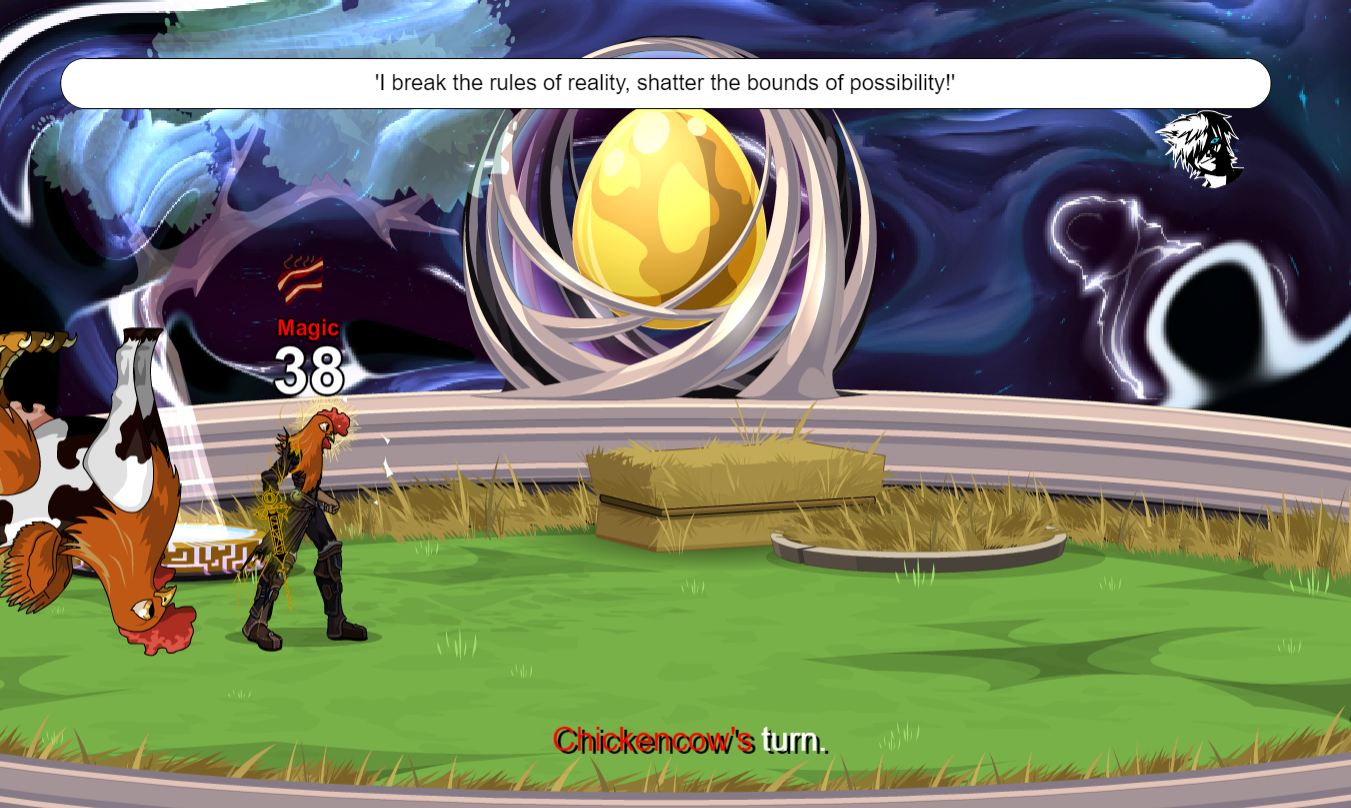 'I break the rules of reality, shatter the bounds of possibility!'
Magic
38
Chickencow's turn.